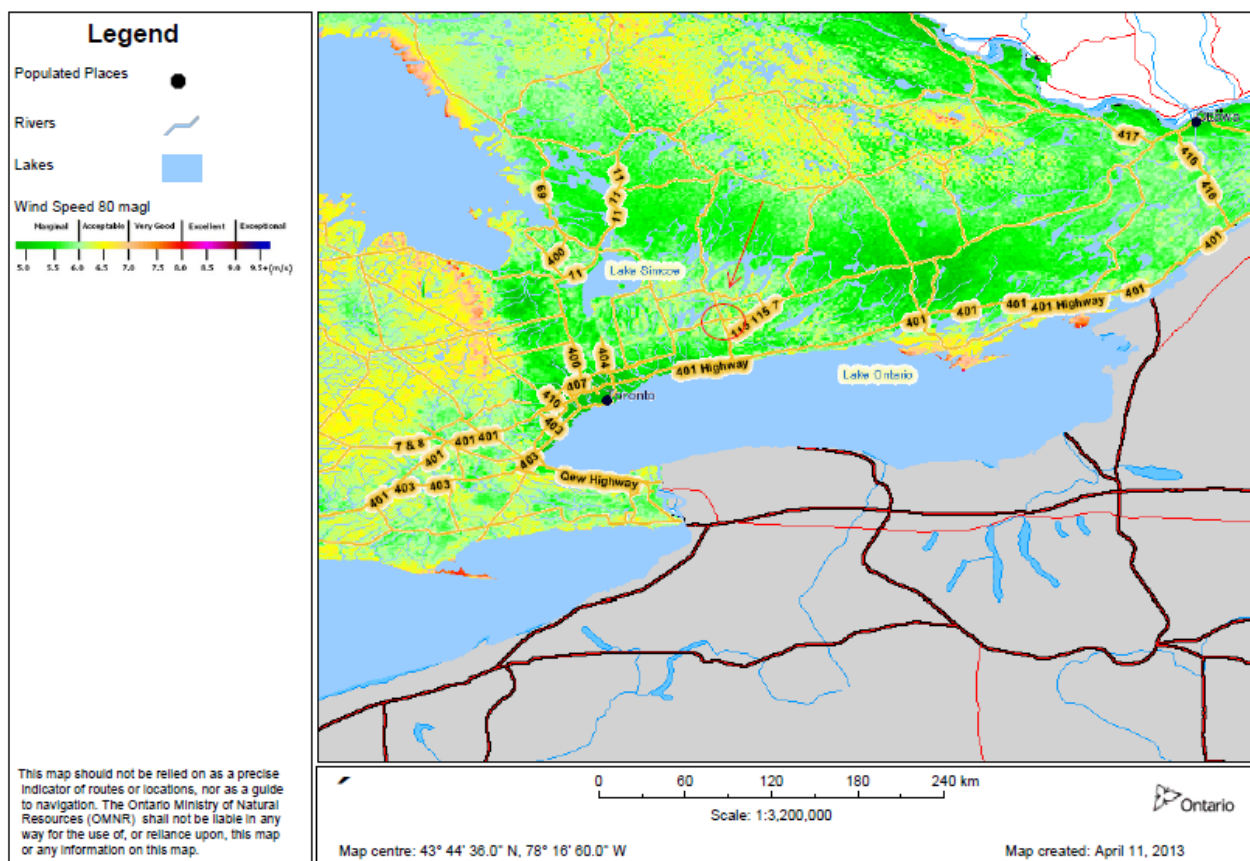 Legend
Populated Places
Rivers
Lakes
Wind Speed 80 magl
Marginal Acceptable Very Good Excellent Exceptional
5.0 5.5 6.0 6.5 7.0 7.5 8.0 8.5 9.0 9.5+(m/s)
This map should not be relied on as a precise
indicator of routes or locations, nor as a guide
to navigation. The Ontario Ministry of Natural
Resources (OMNR) shall not be liable in any
way for the use of, or reliance upon, this map
or any information on this map.
417
416
416
401
69
11
11
11
400
11
Lake Simcoe
115 115 7
401
401
401
401 Highway
401
400
404
407
410
401 Highway
Lake Ontario
Toronto
403
7 & 8
401
401 401
403
401
403
403
Qew Highway
0 60 120 180 240 km
Scale: 1:3,200,000
Ontario
Map centre: 43° 44' 36.0" N, 78° 16' 60.0" W
Map created: April 11, 2013